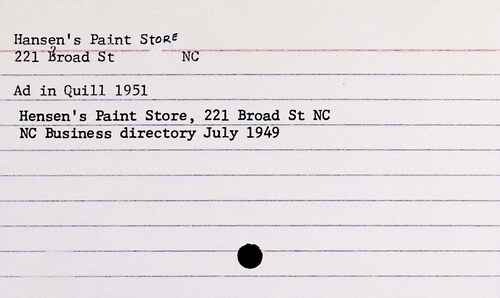 Hansen's Paint Store
221 Broad St NC
Ad in Quill 1951
Hensen's Paint Store, 221 Broad St NC
NC Business directory July 1949